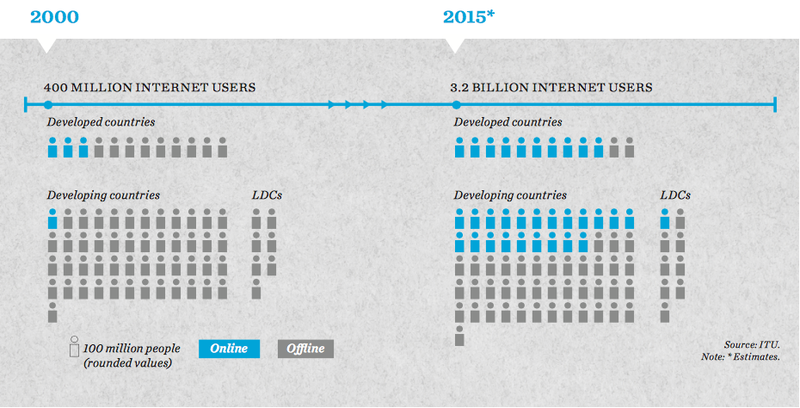 2000
2015*
400 MILLION INTERNET USERS
3.2 BILLION INTERNET USERS
Developed countries
Developed countries
Developing countries
LDCs
Developing countries
LDCs
100 million people
(rounded values)
Online
Offline
Source: ITU.
Note: * Estimates.